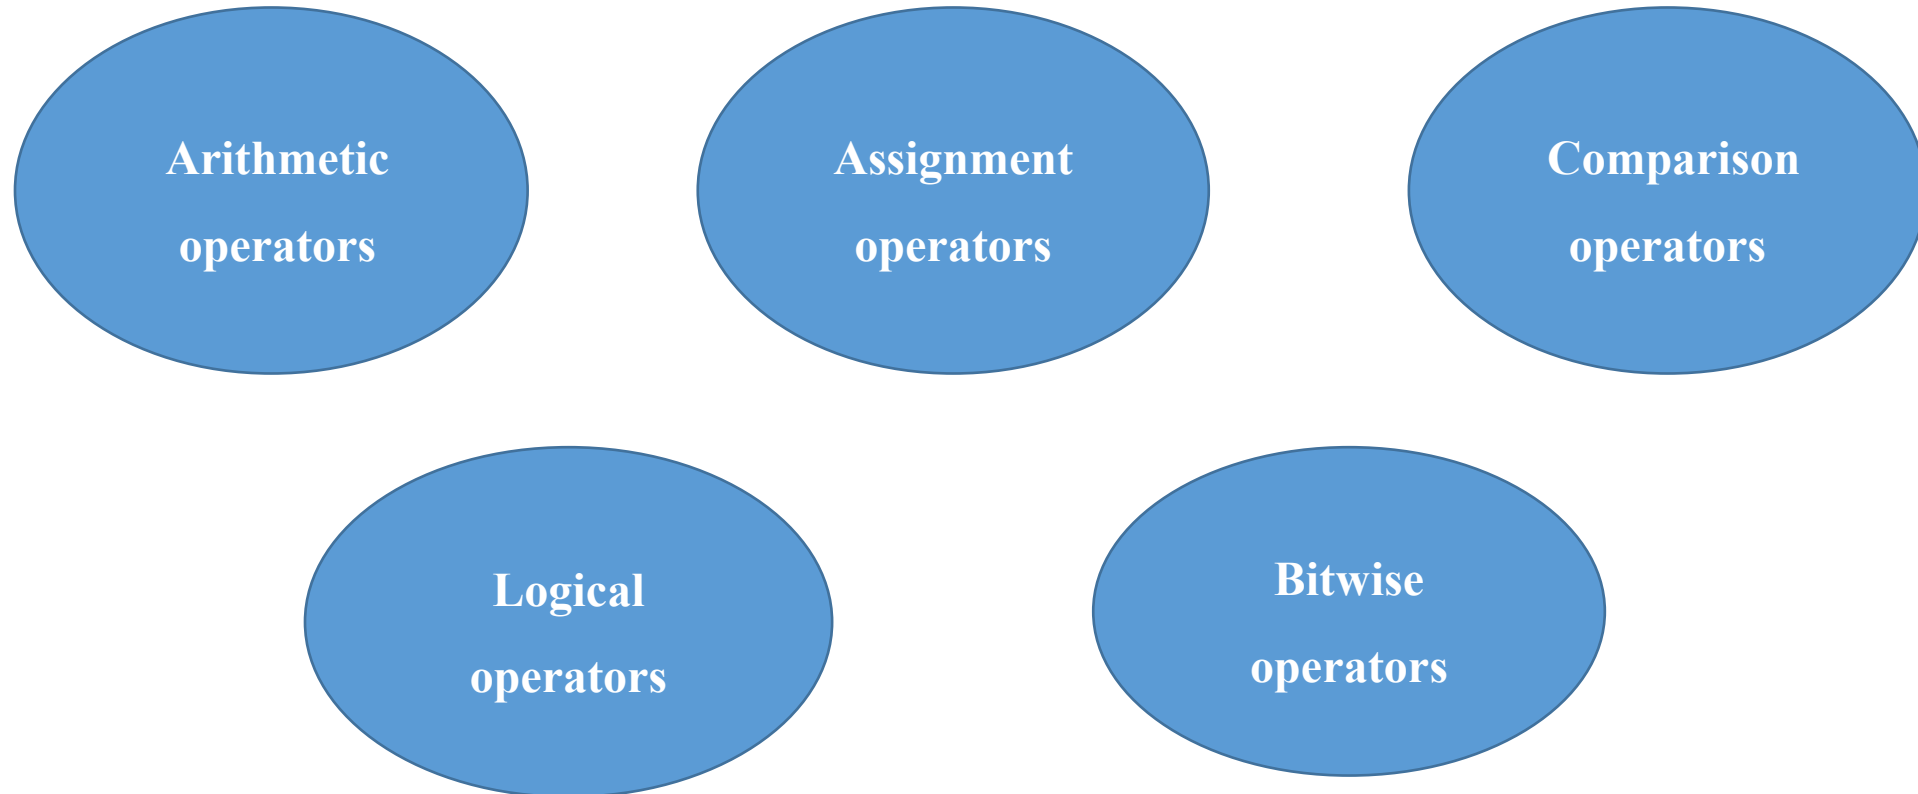 Arithmetic
operators
Assignment
operators
Comparison
operators
Logical
operators
Bitwise
operators